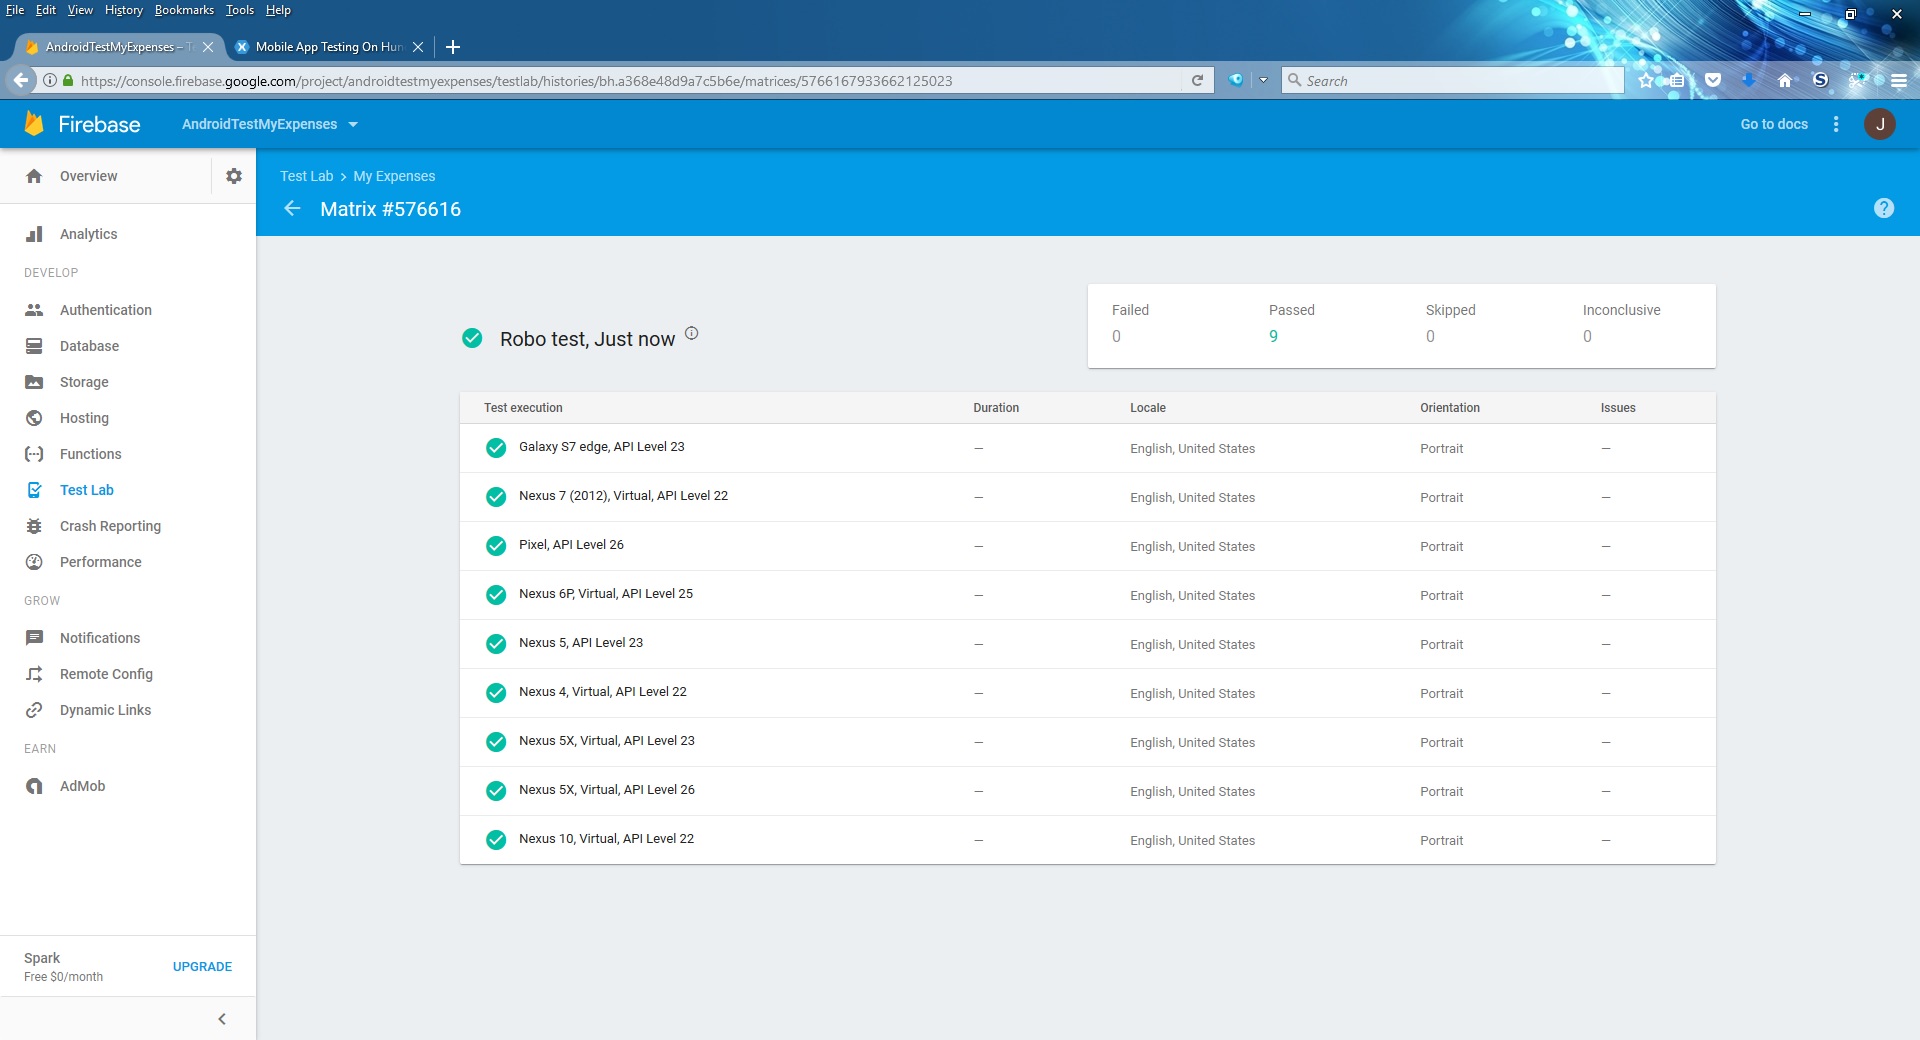 File Edit View History Bookmarks Tools Help
AndroidTestMyExpenses – T
Mobile App Testing On Hun
https://console.firebase.google.com/project/androidtestmyexpenses/testlab/histories/bh.a368e48d9a7c5b6e/matrices/5766167933662125023
Search
Firebase
AndroidTestMyExpenses
Go to docs
J
Overview
Analytics
DEVELOP
Authentication
Database
Storage
Hosting
Functions
Test Lab
Crash Reporting
Performance
GROW
Notifications
Remote Config
Dynamic Links
EARN
AdMob
Spark
Free $0/month
UPGRADE
Test Lab > My Expenses
Matrix #576616
Robo test, Just now
Failed Passed Skipped Inconclusive
0 9 0 0
Test execution Duration Locale Orientation Issues
Galaxy S7 edge, API Level 23 — English, United States Portrait —
Nexus 7 (2012), Virtual, API Level 22 — English, United States Portrait —
Pixel, API Level 26 — English, United States Portrait —
Nexus 6P, Virtual, API Level 25 — English, United States Portrait —
Nexus 5, API Level 23 — English, United States Portrait —
Nexus 4, Virtual, API Level 22 — English, United States Portrait —
Nexus 5X, Virtual, API Level 23 — English, United States Portrait —
Nexus 5X, Virtual, API Level 26 — English, United States Portrait —
Nexus 10, Virtual, API Level 22 — English, United States Portrait —